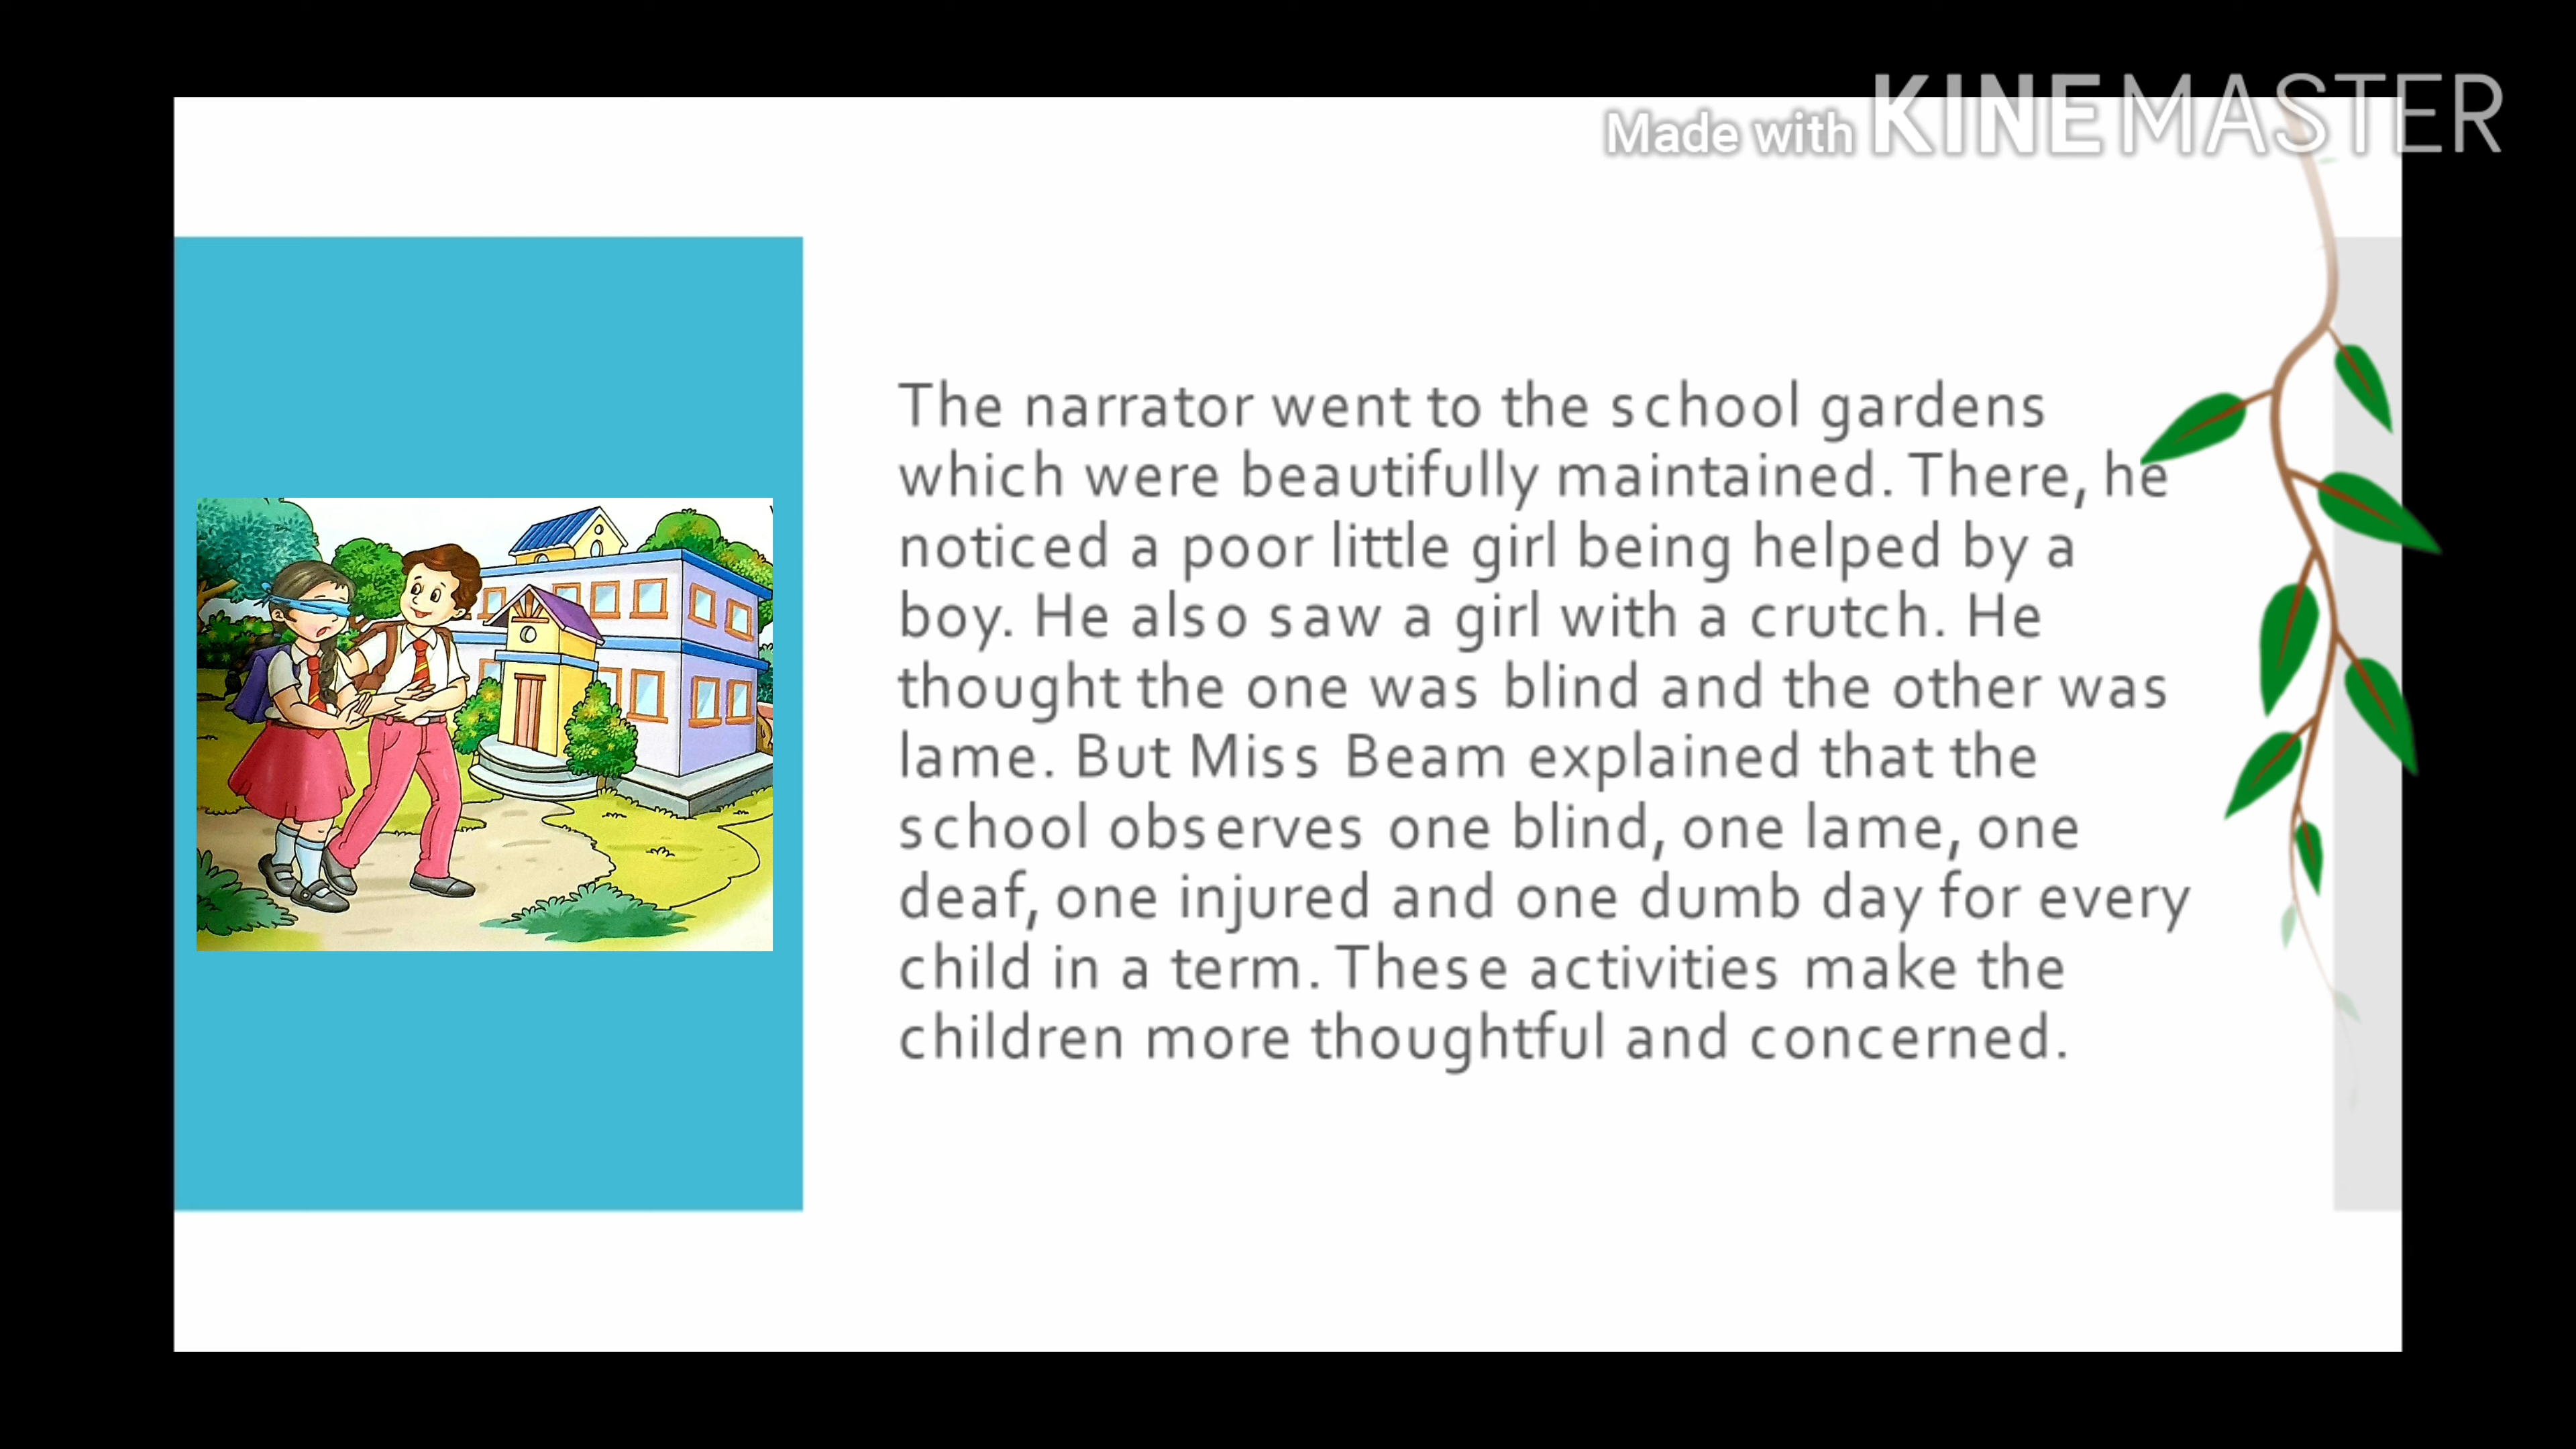 Made with KINEMASTER
The narrator went to the school gardens
which were beautifully maintained. There, he
noticed a poor little girl being helped by a
boy. He also saw a girl with a crutch. He
thought the one was blind and the other was
lame. But Miss Beam explained that the
school observes one blind, one lame, one
deaf, one injured and one dumb day for every
child in a term. These activities make the
children more thoughtful and concerned.